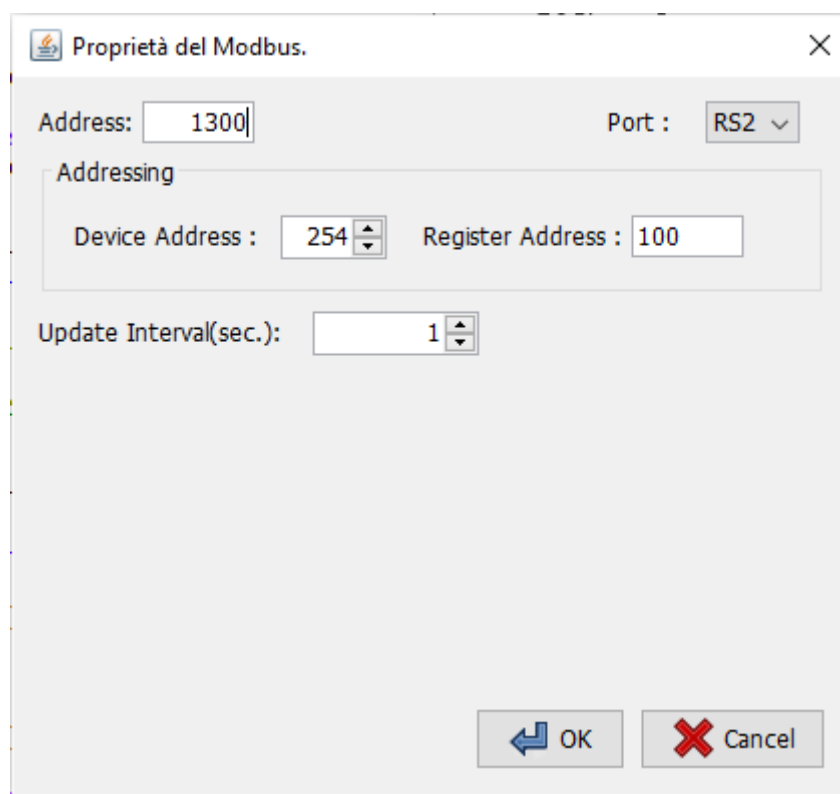 Proprietà del Modbus.
Address: 1300 Port : RS2
Addressing
Device Address : 254 Register Address : 100
Update Interval(sec.): 1
OK Cancel